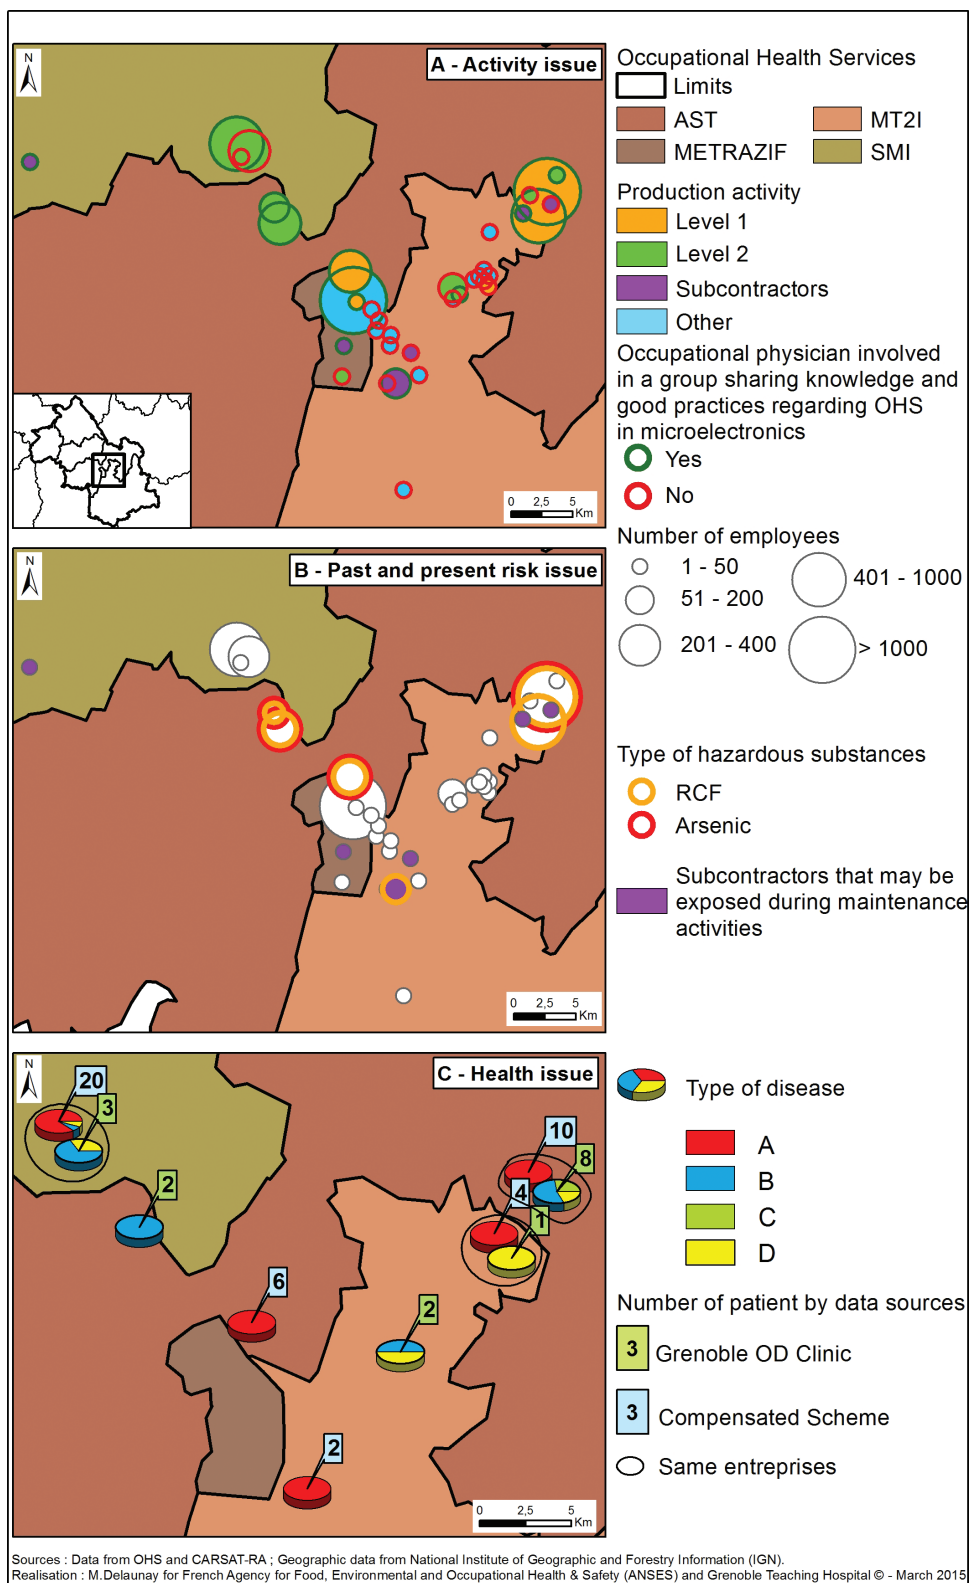 N
A - Activity issue
0 2,5 5
Km
Occupational Health Services
Limits
AST
MT2I
METRAZIF
SMI
Production activity
Level 1
Level 2
Subcontractors
Other
Occupational physician involved
in a group sharing knowledge and
good practices regarding OHS
in microelectronics
Yes
No
Number of employees
1 - 50
401 - 1000
51 - 200
201 - 400
> 1000
N
B - Past and present risk issue
0 2,5 5
Km
Type of hazardous substances
RCF
Arsenic
Subcontractors that may be
exposed during maintenance
activities
N
C - Health issue
20
3
2
10
8
4
1
6
2
2
0 2,5 5
Km
Type of disease
A
B
C
D
Number of patient by data sources
3 Grenoble OD Clinic
3 Compensated Scheme
Same entreprises
Sources : Data from OHS and CARSAT-RA ; Geographic data from National Institute of Geographic and Forestry Information (IGN).
Realisation : M.Delaunay for French Agency for Food, Environmental and Occupational Health & Safety (ANSES) and Grenoble Teaching Hospital © - March 2015